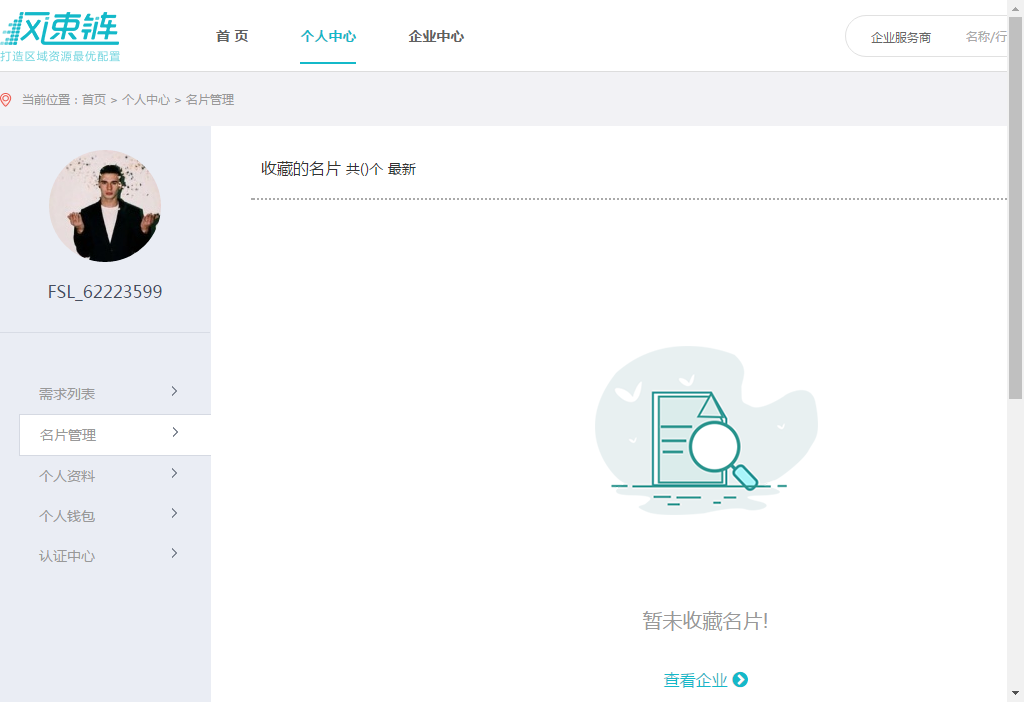 风速链
打造区域资源最优配置
首 页
个人中心
企业中心
企业服务商
名称/行
当前位置：首页 > 个人中心 > 名片管理
收藏的名片 共()个 最新
FSL_62223599
需求列表
名片管理
个人资料
个人钱包
认证中心
暂未收藏名片!
查看企业